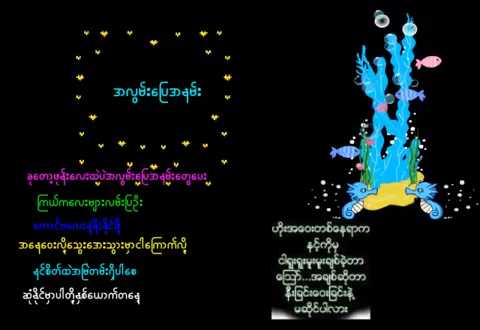 အလွမ်းပြေအနမ်း
ခုတော့ဖုန်းလေးထဲပဲအလွမ်းပြေအနမ်းတွေပေး
ကြယ်ကလေးများလမ်းပြဦး
အနေဝေးလို့သွေးအေးသွားမှာငါကြောက်လို့
နင့်စိတ်ထဲအမြဲတမ်းရှိပါစေ
ဆုံနိုင်မှာပါတို့နှစ်ယောက်တနေ့
ဟိုးအဝေးတစ်နေရာက
နင့်ကိုမှ
ငါရူးရူးမူးမူးချစ်ခဲ့တာ
သြော်...အချစ်ဆိုတာ
နီးခြင်းဝေးခြင်းနဲ့
မဆိုင်ပါလား